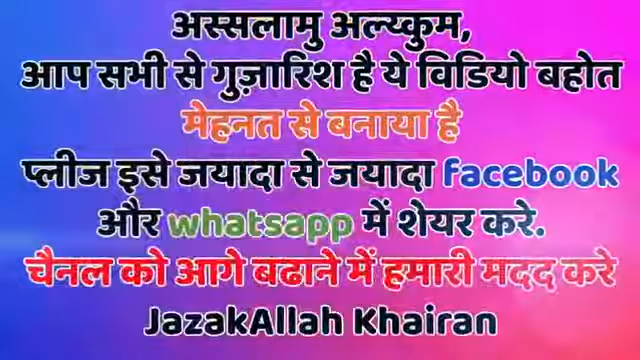 अस्सलामु अल्य्कुम,
आप सभी से गुज़ारिश है ये विडियो बहोत
मेहनत से बनाया है
प्लीज इसे जयादा से जयादा facebook
और whatsapp में शेयर करे.
चैनल को आगे बढाने में हमारी मदद करे
JazakAllah Khairan